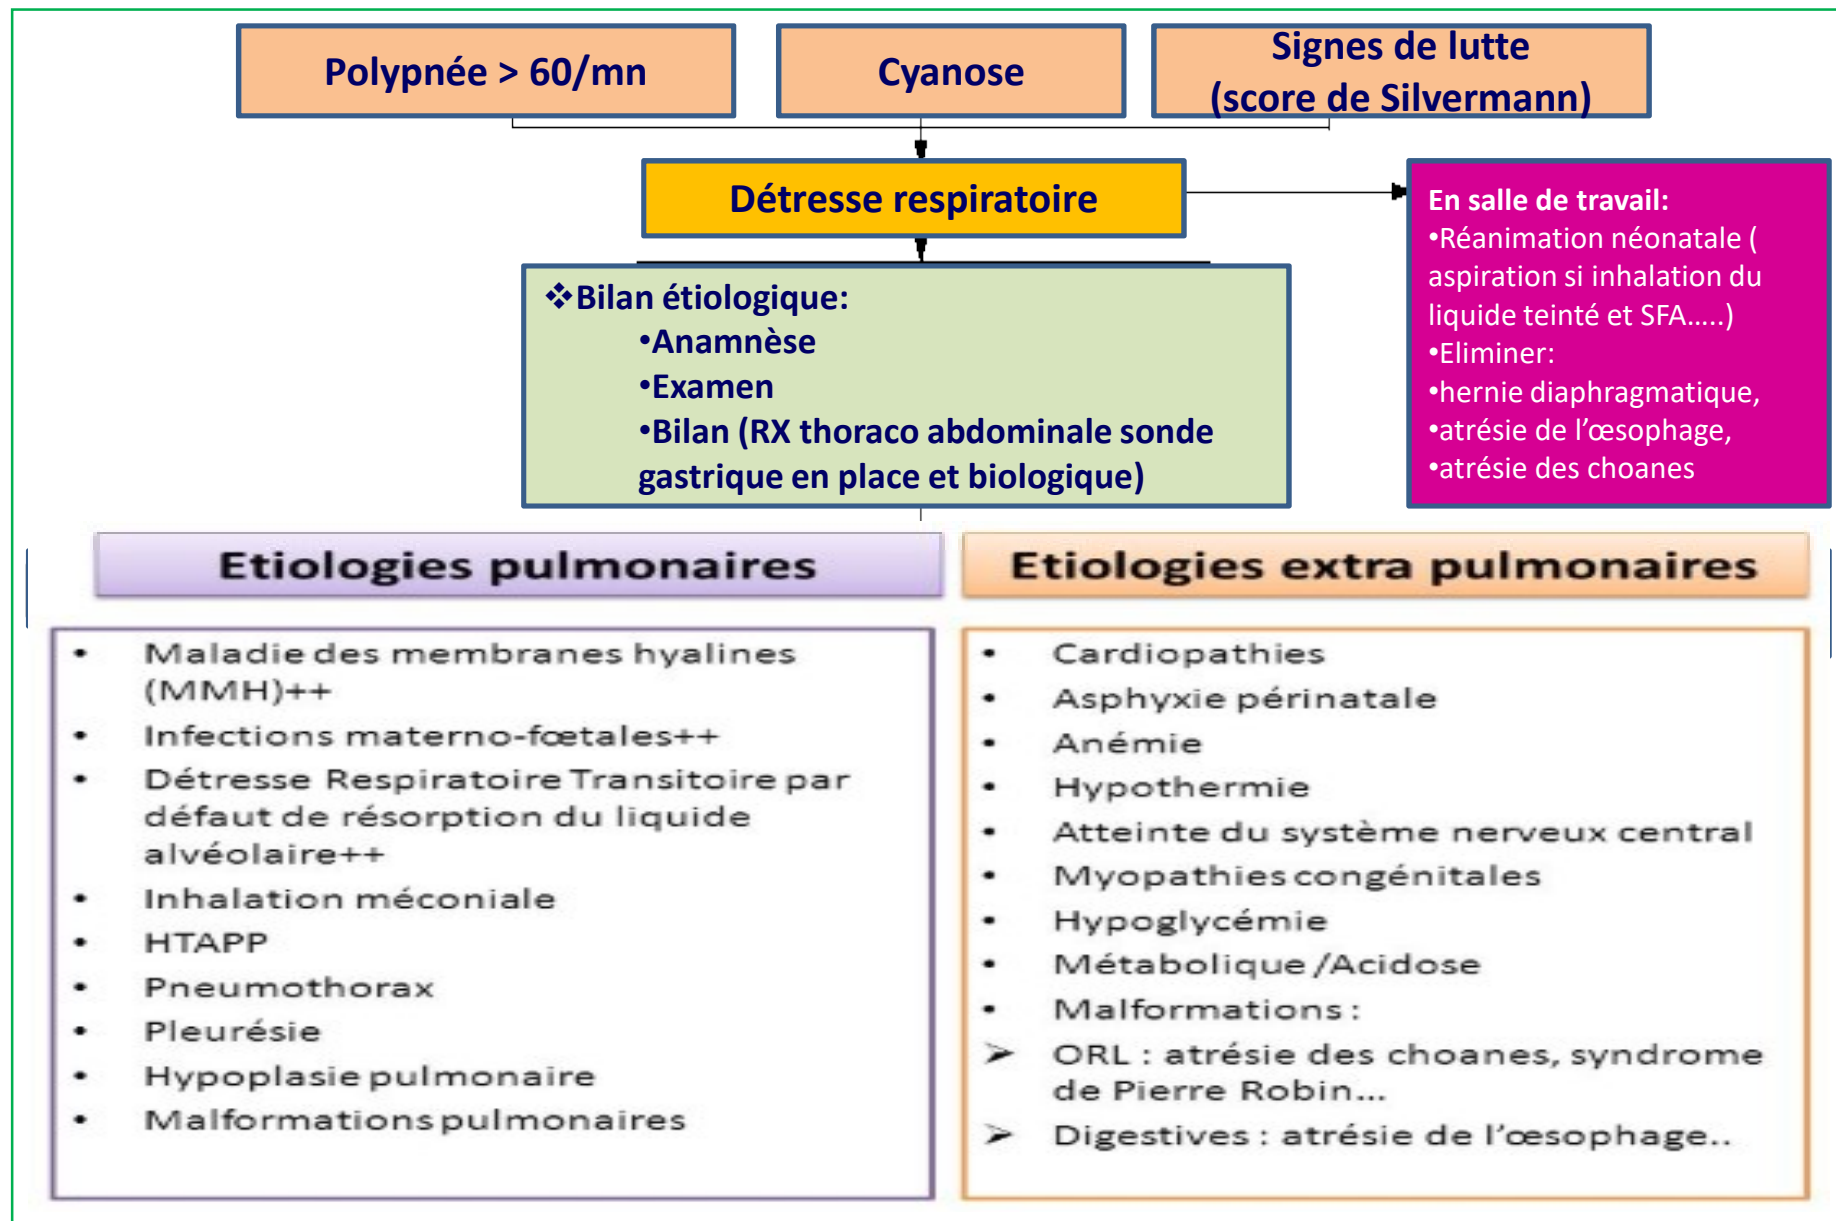 Polypnée > 60/mn
Cyanose
Signes de lutte
(score de Silvermann)
Détresse respiratoire
En salle de travail:
•Réanimation néonatale (
aspiration si inhalation du
liquide teinté et SFA…..)
•Eliminer:
•hernie diaphragmatique,
•atrésie de l’œsophage,
•atrésie des choanes
❖Bilan étiologique:
•Anamnèse
•Examen
•Bilan (RX thoraco abdominale sonde
gastrique en place et biologique)
Etiologies pulmonaires
• Maladie des membranes hyalines
(MMH)++
• Infections materno-fœtales++
• Détresse Respiratoire Transitoire par
défaut de résorption du liquide
alvéolaire++
• Inhalation méconiale
• HTAPP
• Pneumothorax
• Pleurésie
• Hypoplasie pulmonaire
• Malformations pulmonaires
Etiologies extra pulmonaires
• Cardiopathies
• Asphyxie périnatale
• Anémie
• Hypothermie
• Atteinte du système nerveux central
• Myopathies congénitales
• Hypoglycémie
• Métabolique /Acidose
• Malformations :
➢ ORL : atrésie des choanes, syndrome
de Pierre Robin…
➢ Digestives : atrésie de l’œsophage..